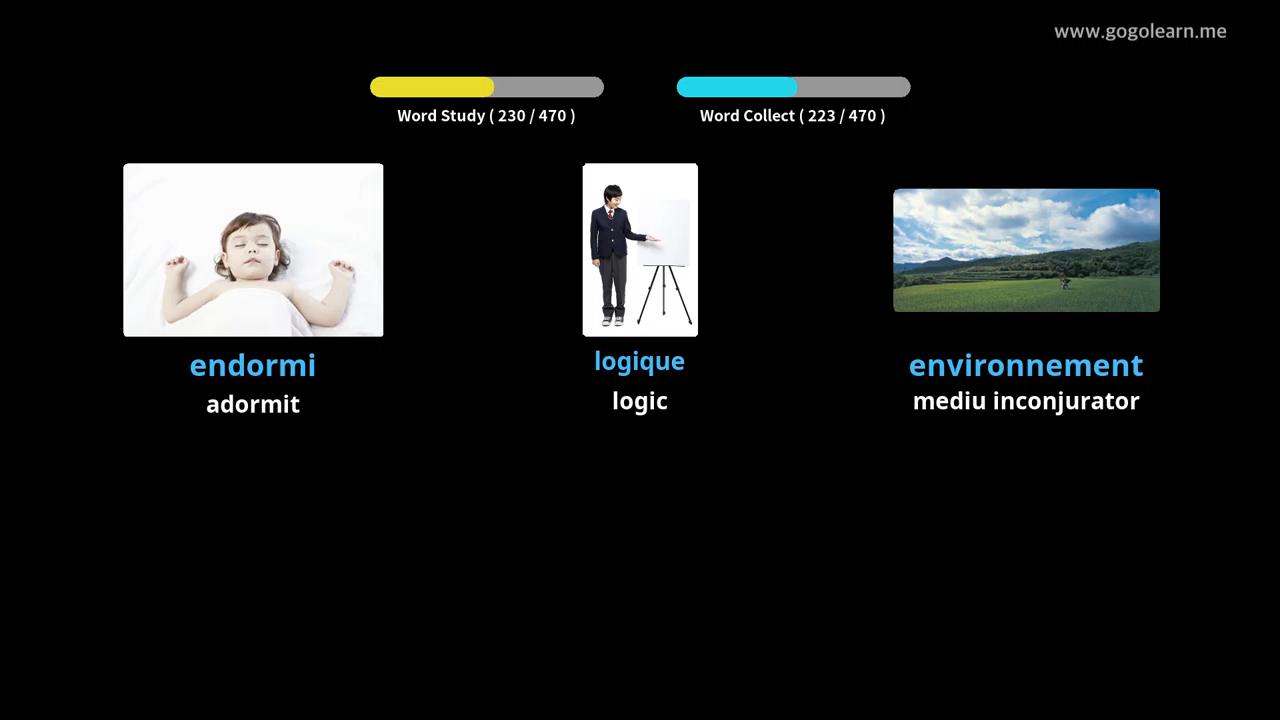 www.gogolearn.me
Word Study ( 230 / 470 )
Word Collect ( 223 / 470 )
endormi
adormit
logique
logic
environnement
mediu inconjurator